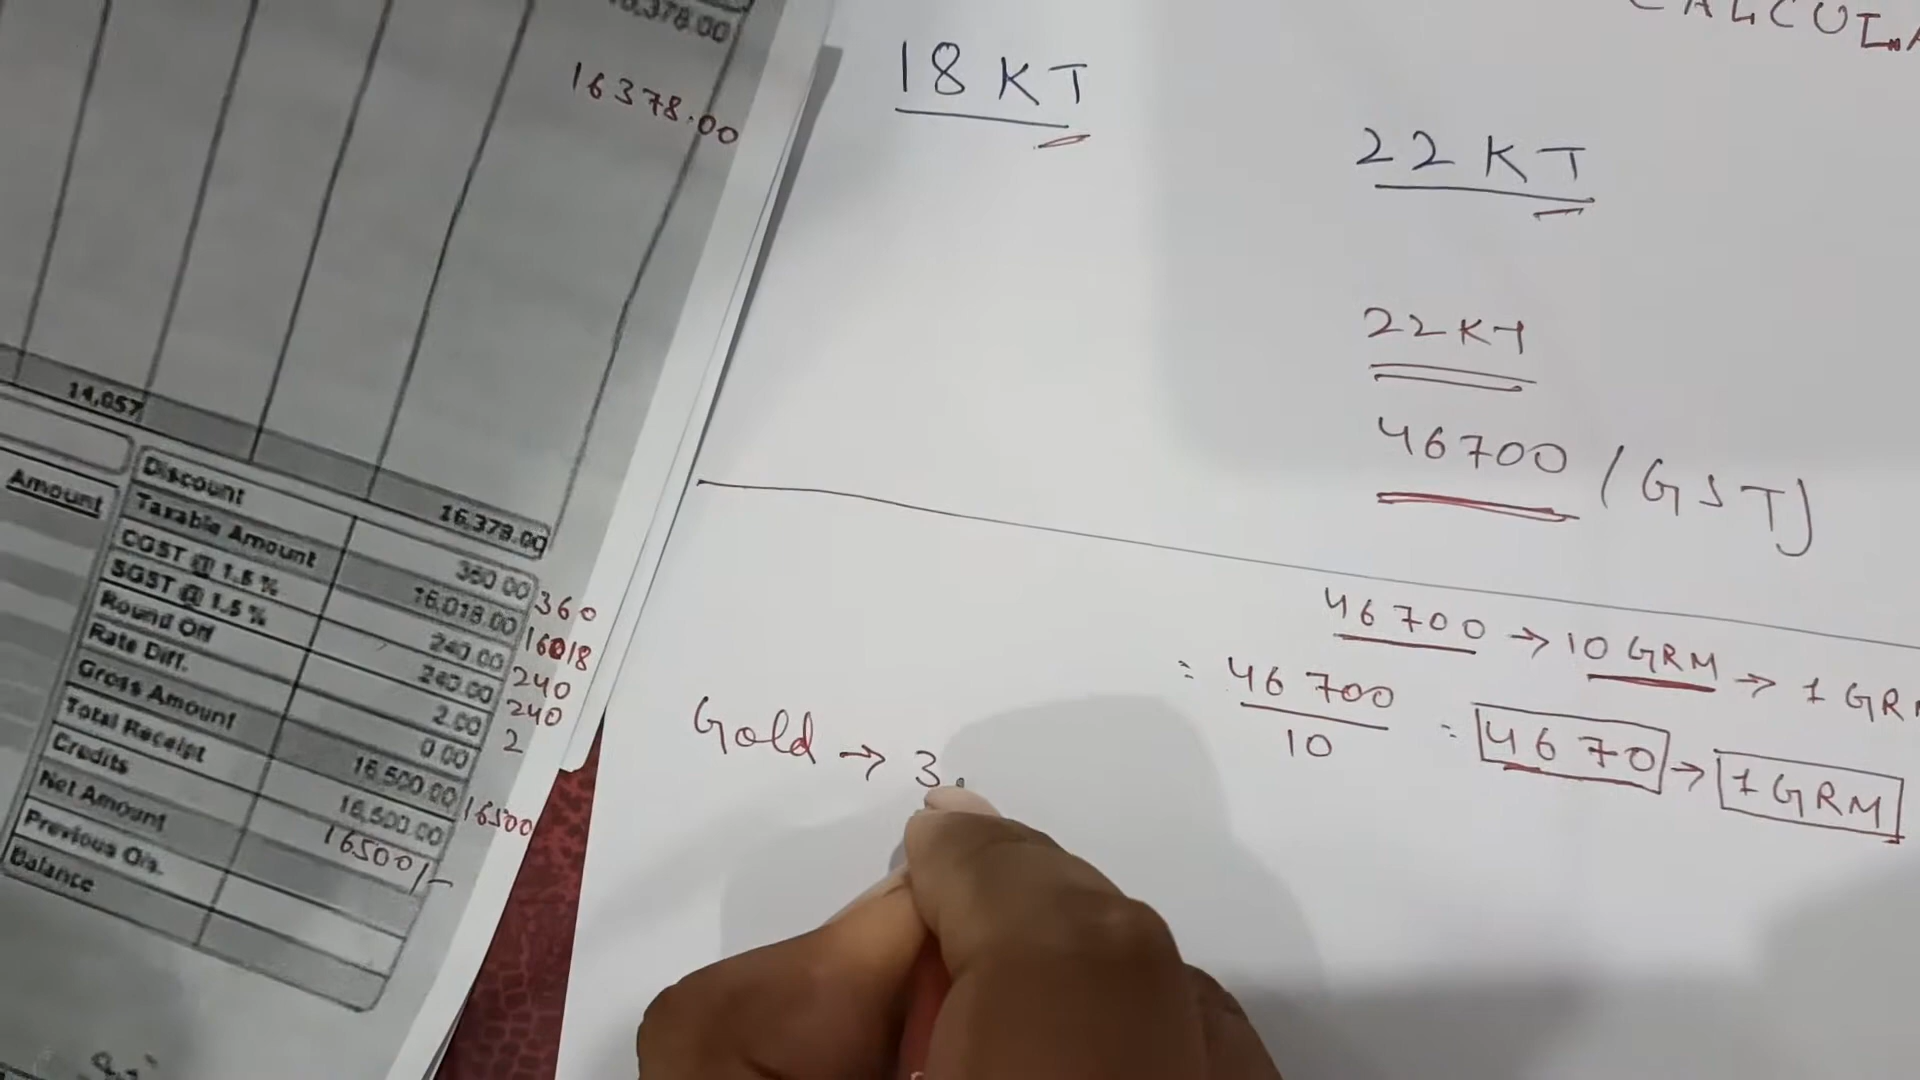 16378.00
14,057
16,378.00
Amount
Discount 360.00 360
Taxable Amount 16,018.00 16018
CGST @ 1.5 % 240.00 240
SGST @ 1.5 % 240.00 240
Round Off 2.00 2
Rate Diff. 0.00
Gross Amount 16,500.00 16500
Total Receipt 16,500.00
Credits 16500/-
Net Amount
Previous O/s.
Balance
18 KT
22 KT
22 KT
46700 (GST)
46700 → 10 GRM → 1 GR
= 46700 / 10 = 4670 → 1 GRM
Gold → 3.